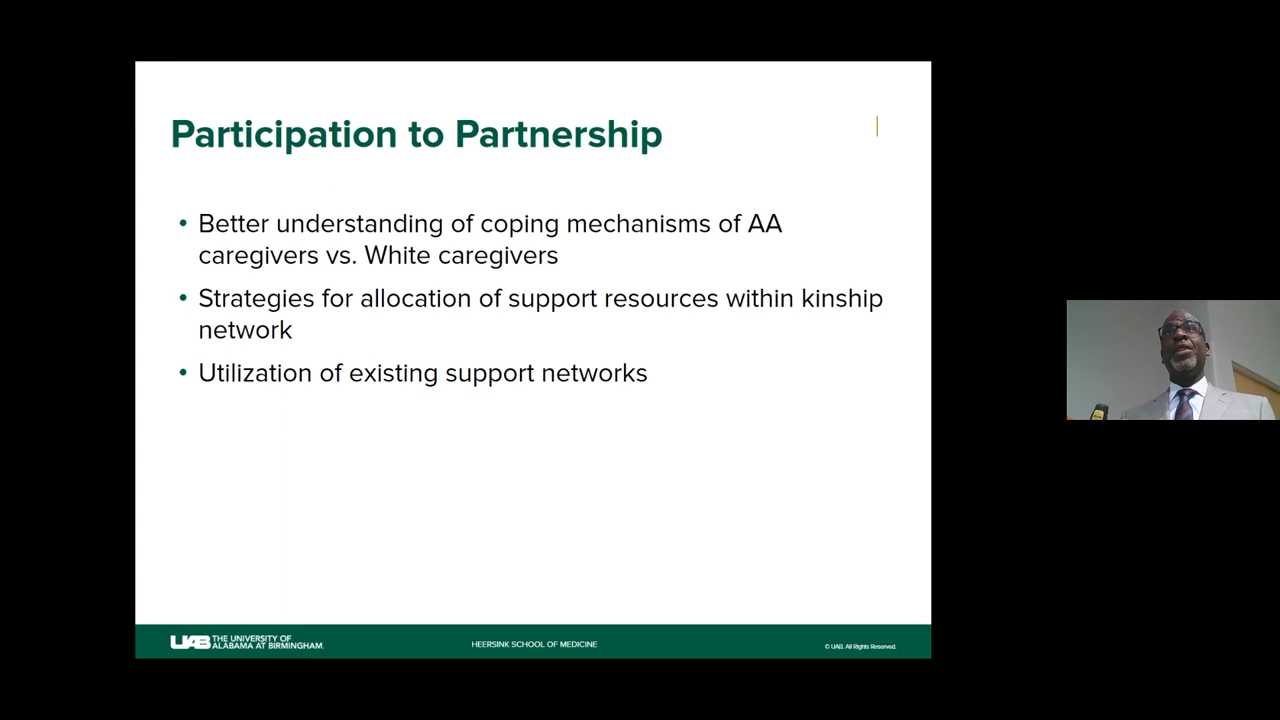 Participation to Partnership
• Better understanding of coping mechanisms of AA
caregivers vs. White caregivers
• Strategies for allocation of support resources within kinship
network
• Utilization of existing support networks
UAB THE UNIVERSITY OF
ALABAMA AT BIRMINGHAM.
HEERSINK SCHOOL OF MEDICINE
© UAB. All Rights Reserved.